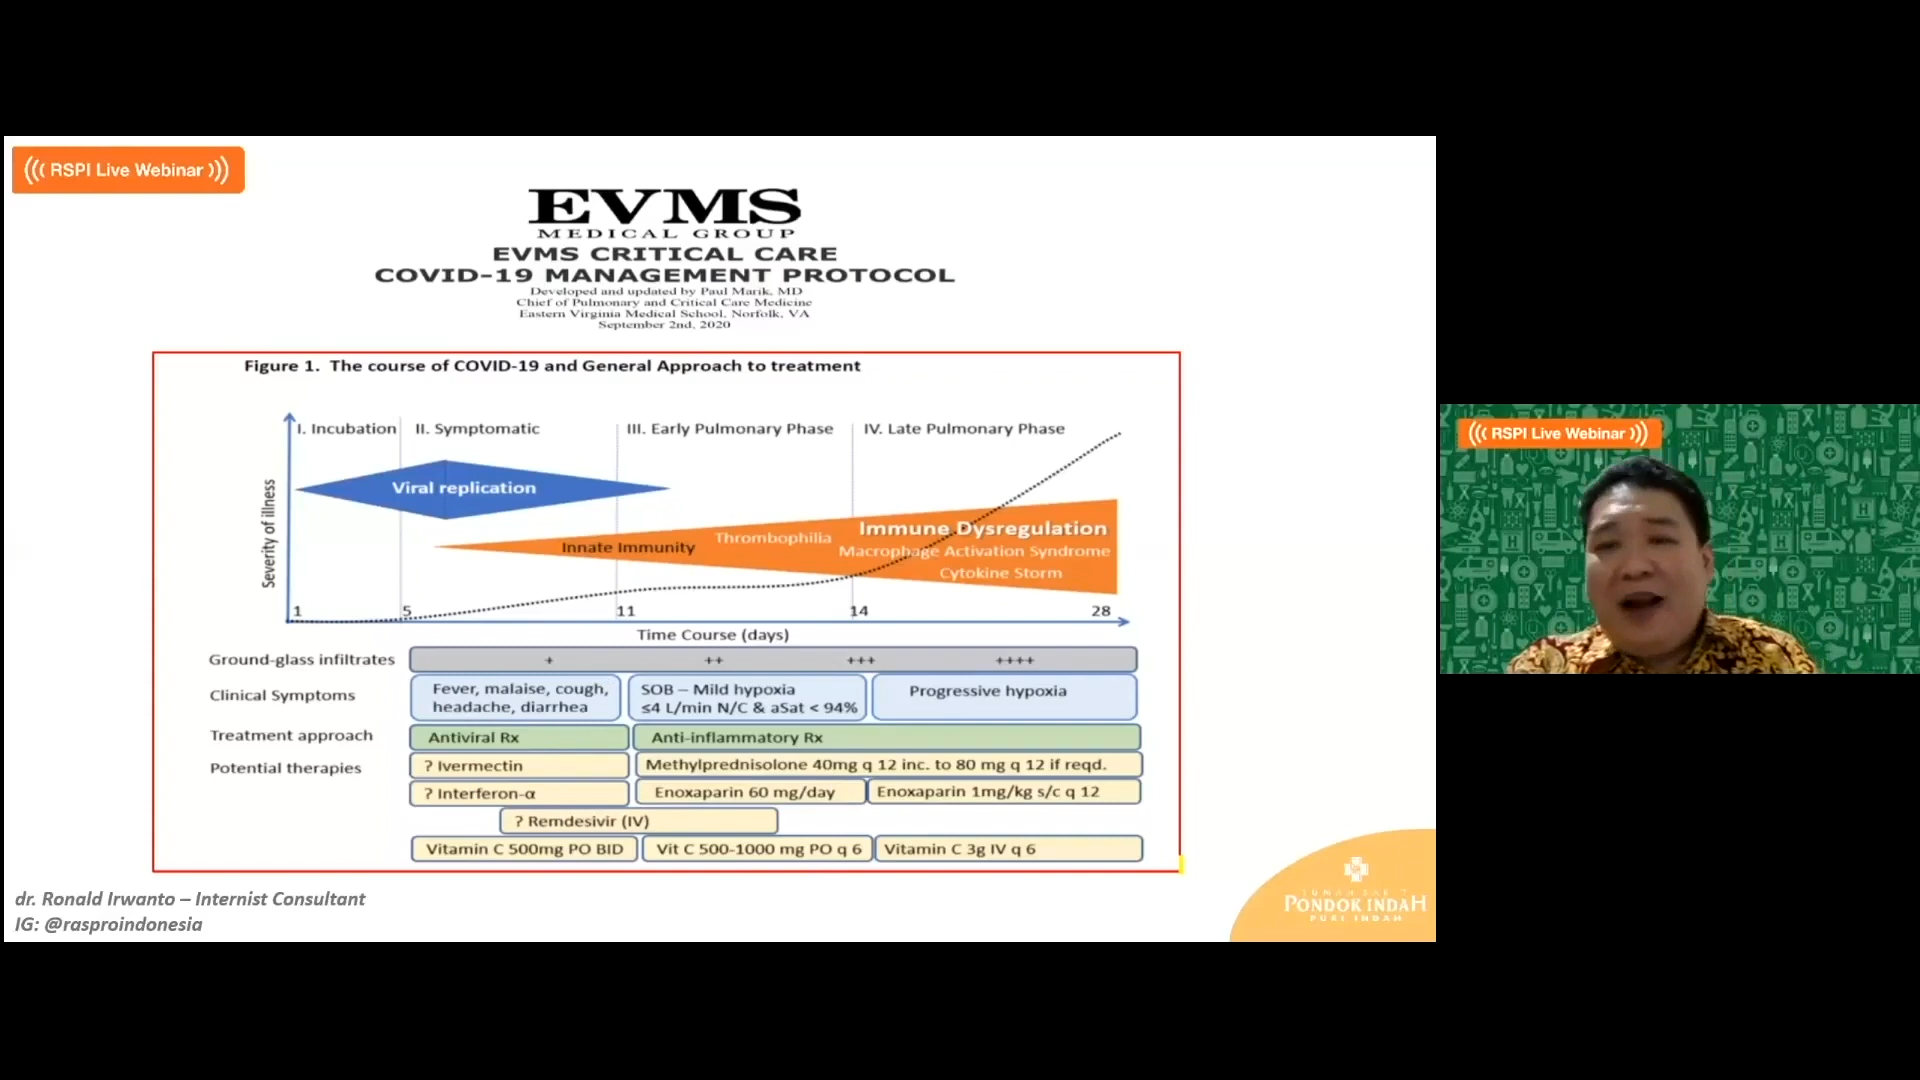 ((( RSPI Live Webinar )))
EVMS
MEDICAL GROUP
EVMS CRITICAL CARE
COVID-19 MANAGEMENT PROTOCOL
Developed and updated by Paul Marik, MD
Chief of Pulmonary and Critical Care Medicine
Eastern Virginia Medical School, Norfolk, VA
September 2nd, 2020
Figure 1. The course of COVID-19 and General Approach to treatment
I. Incubation
II. Symptomatic
III. Early Pulmonary Phase
IV. Late Pulmonary Phase
Severity of illness
Viral replication
Innate Immunity
Thrombophilia
Immune Dysregulation
Macrophage Activation Syndrome
Cytokine Storm
1 5 11 14 28
Time Course (days)
Ground-glass infiltrates + ++ +++ ++++
Clinical Symptoms
Fever, malaise, cough,
headache, diarrhea
SOB – Mild hypoxia
≤4 L/min N/C & aSat < 94%
Progressive hypoxia
Treatment approach
Antiviral Rx
Anti-inflammatory Rx
Potential therapies
? Ivermectin
Methylprednisolone 40mg q 12 inc. to 80 mg q 12 if reqd.
? Interferon-α
Enoxaparin 60 mg/day
Enoxaparin 1mg/kg s/c q 12
? Remdesivir (IV)
Vitamin C 500mg PO BID
Vit C 500-1000 mg PO q 6
Vitamin C 3g IV q 6
dr. Ronald Irwanto – Internist Consultant
IG: @rasproindonesia
RUMAH SAKIT
PONDOK INDAH
PURI INDAH
((( RSPI Live Webinar )))